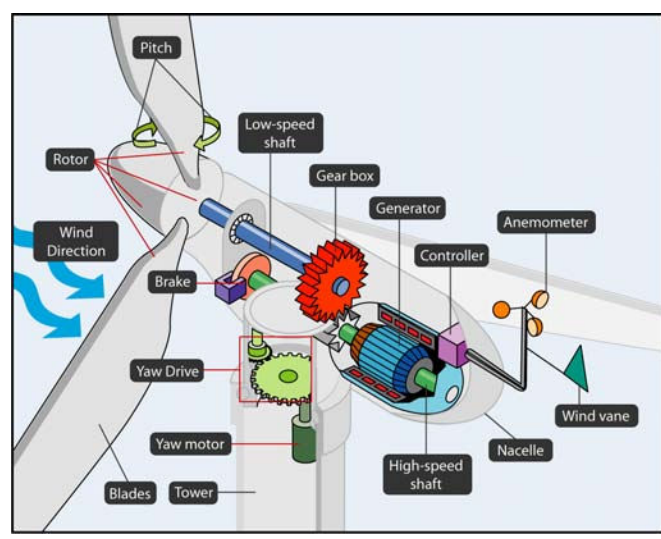 Pitch
Low-speed
shaft
Rotor
Gear box
Generator
Anemometer
Wind
Direction
Controller
Brake
Yaw Drive
Wind vane
Yaw motor
Nacelle
High-speed
shaft
Blades
Tower